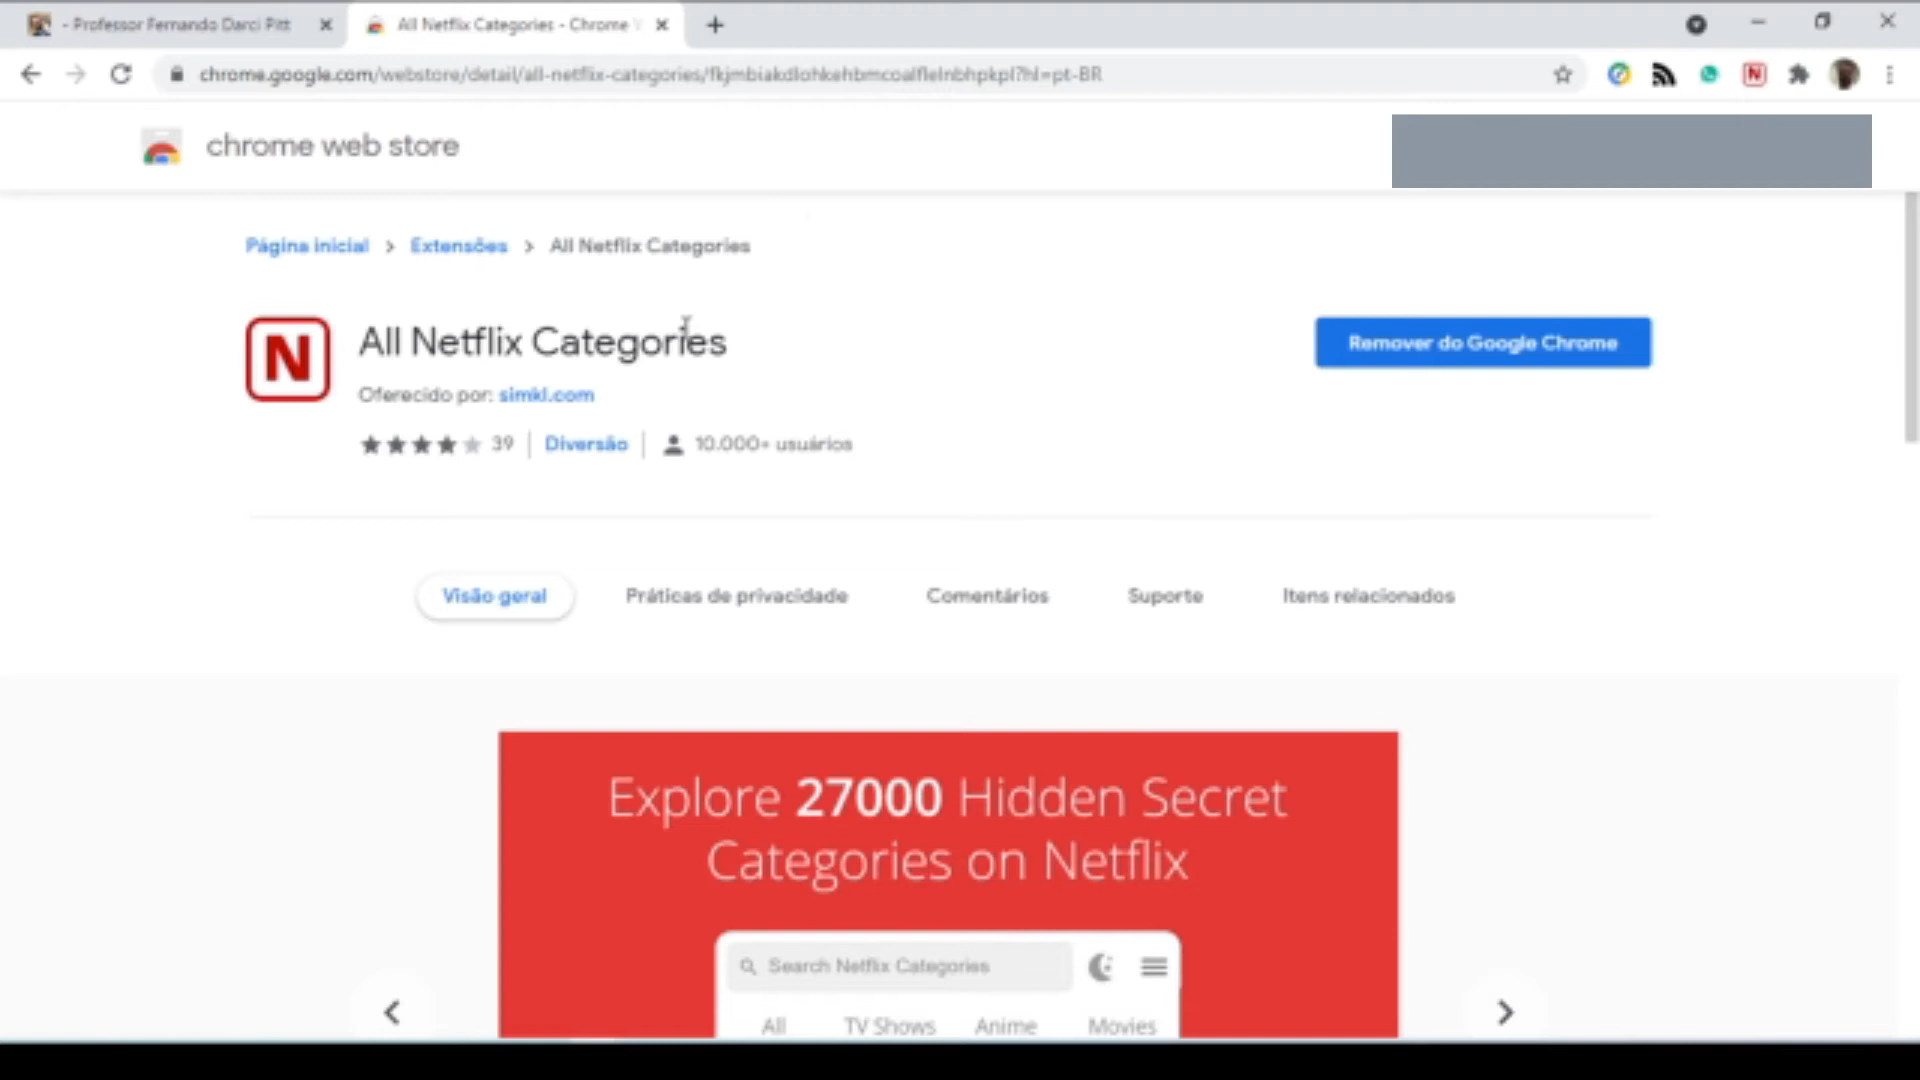 - Professor Fernando Darci Pitt
All Netflix Categories - Chrome
chrome.google.com/webstore/detail/all-netflix-categories/fkjmbiakdlohkehbmcoalflelnbhpkpl?hl=pt-BR
chrome web store
Página inicial > Extensões > All Netflix Categories
N
All Netflix Categories
Remover do Google Chrome
Oferecido por: simkl.com
39 | Diversão | 10.000+ usuários
Visão geral Práticas de privacidade Comentários Suporte Itens relacionados
Explore 27000 Hidden Secret
Categories on Netflix
Search Netflix Categories
All TV Shows Anime Movies